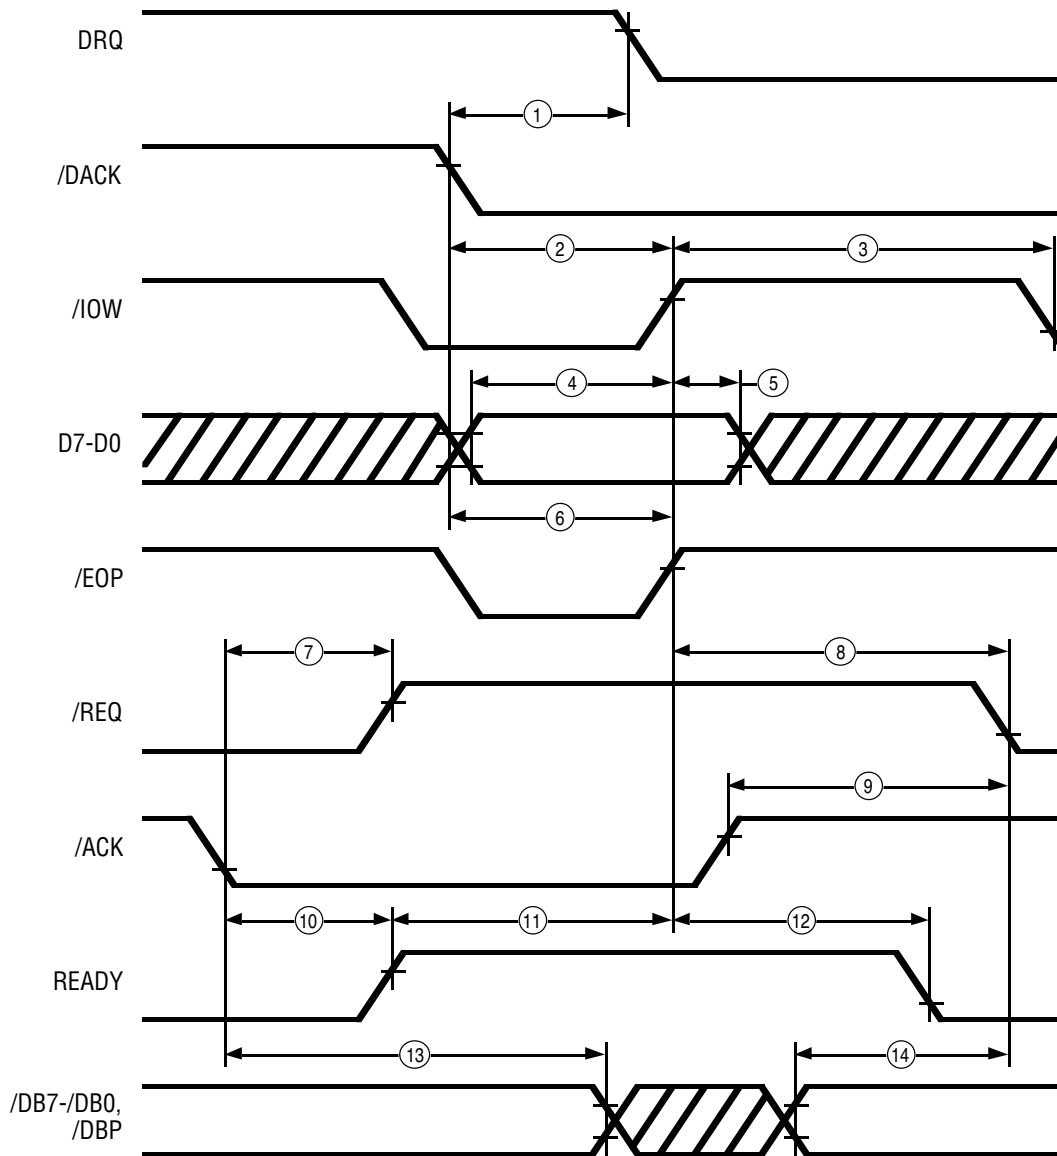 DRQ
1
/DACK
2
3
/IOW
4
5
D7-D0
6
/EOP
7
8
/REQ
9
/ACK
10
11
12
READY
13
14
/DB7-/DB0,
/DBP